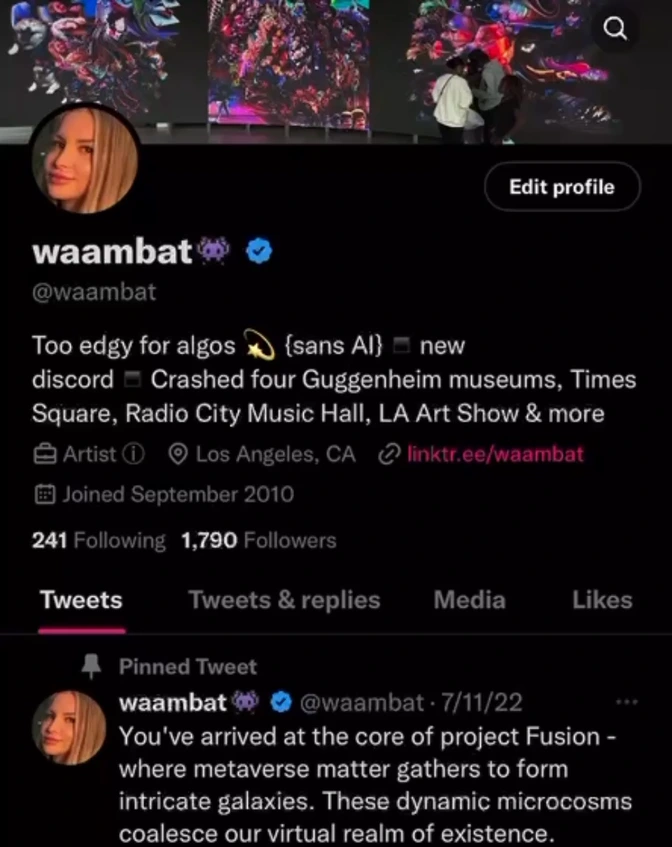 Edit profile
waambat👾
@waambat
Too edgy for algos 💫 {sans AI} ◾ new
discord ◾ Crashed four Guggenheim museums, Times
Square, Radio City Music Hall, LA Art Show & more
Artist Los Angeles, CA linktr.ee/waambat
Joined September 2010
241 Following 1,790 Followers
Tweets Tweets & replies Media Likes
Pinned Tweet
waambat👾 @waambat · 7/11/22
You've arrived at the core of project Fusion -
where metaverse matter gathers to form
intricate galaxies. These dynamic microcosms
coalesce our virtual realm of existence.